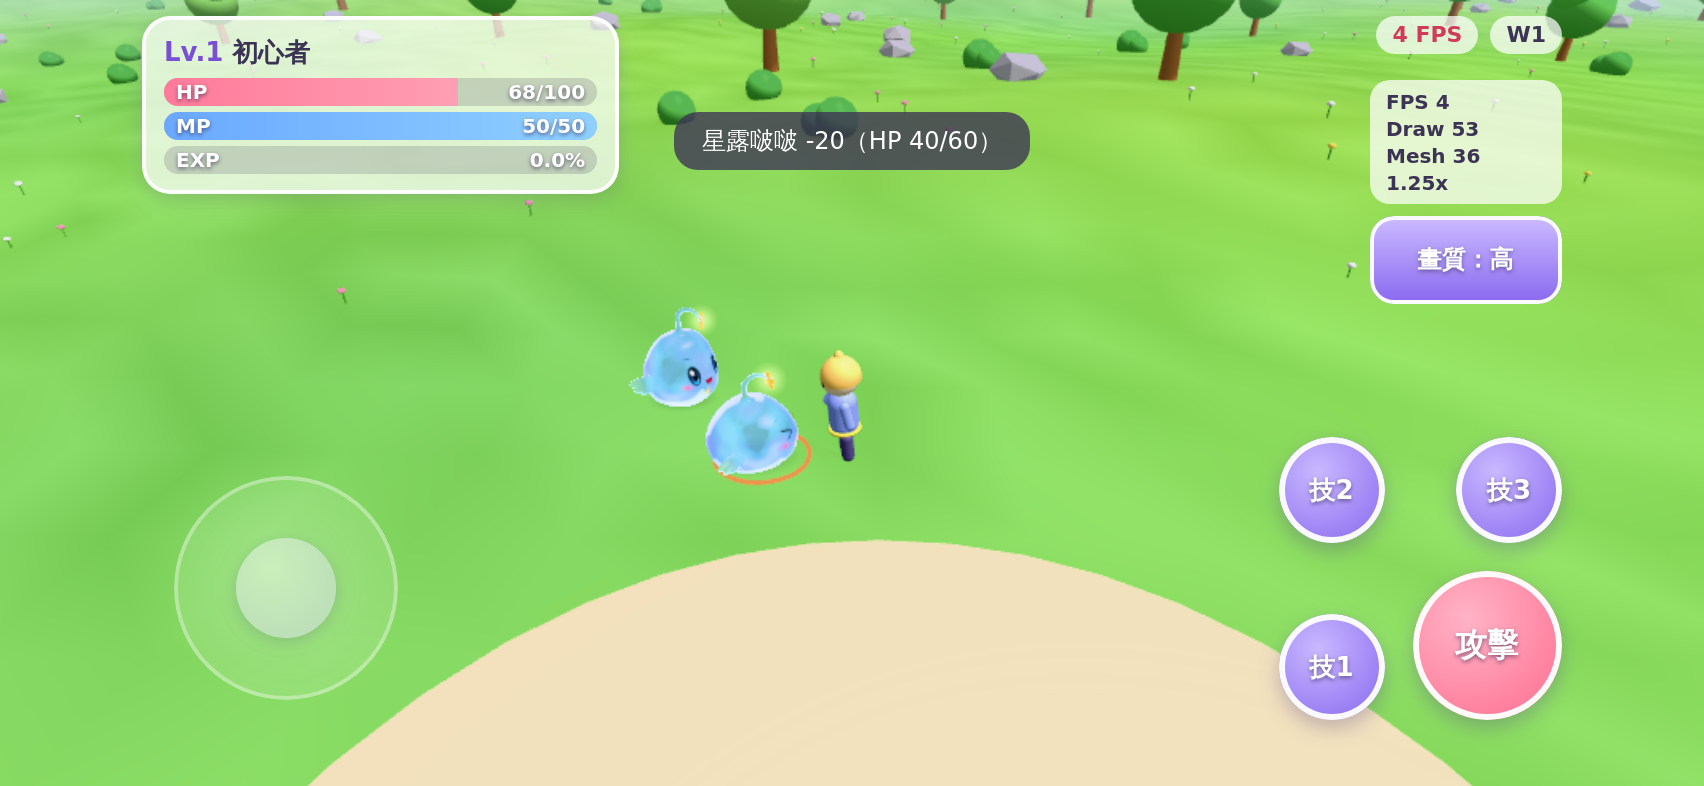 Lv.1 初心者
HP 68/100
MP 50/50
EXP 0.0%
星露啵啵 -20（HP 40/60）
4 FPS
W1
FPS 4
Draw 53
Mesh 36
1.25x
畫質：高
技2
技3
技1
攻擊